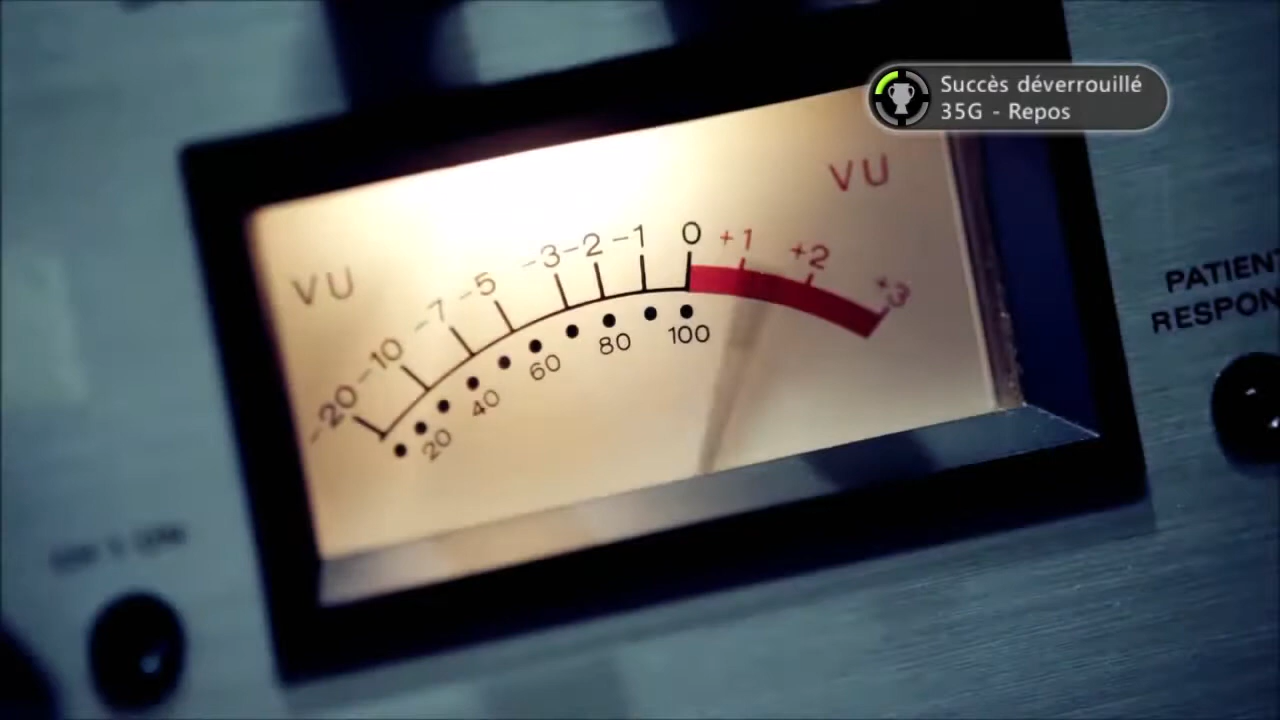 Succès déverrouillé
35G - Repos
VU
VU
-20 -10 -7 -5 -3 -2 -1 0 +1 +2 +3
20 40 60 80 100
PATIENT
RESPON